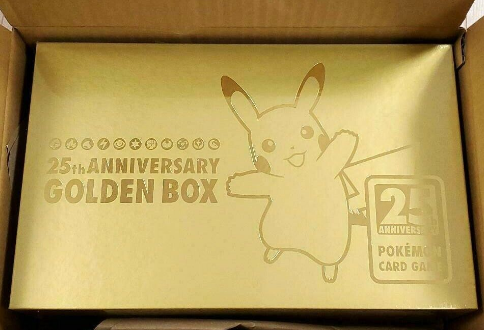 25th ANNIVERSARY
GOLDEN BOX
25
ANNIVERSARY
POKÉMON
CARD GAME